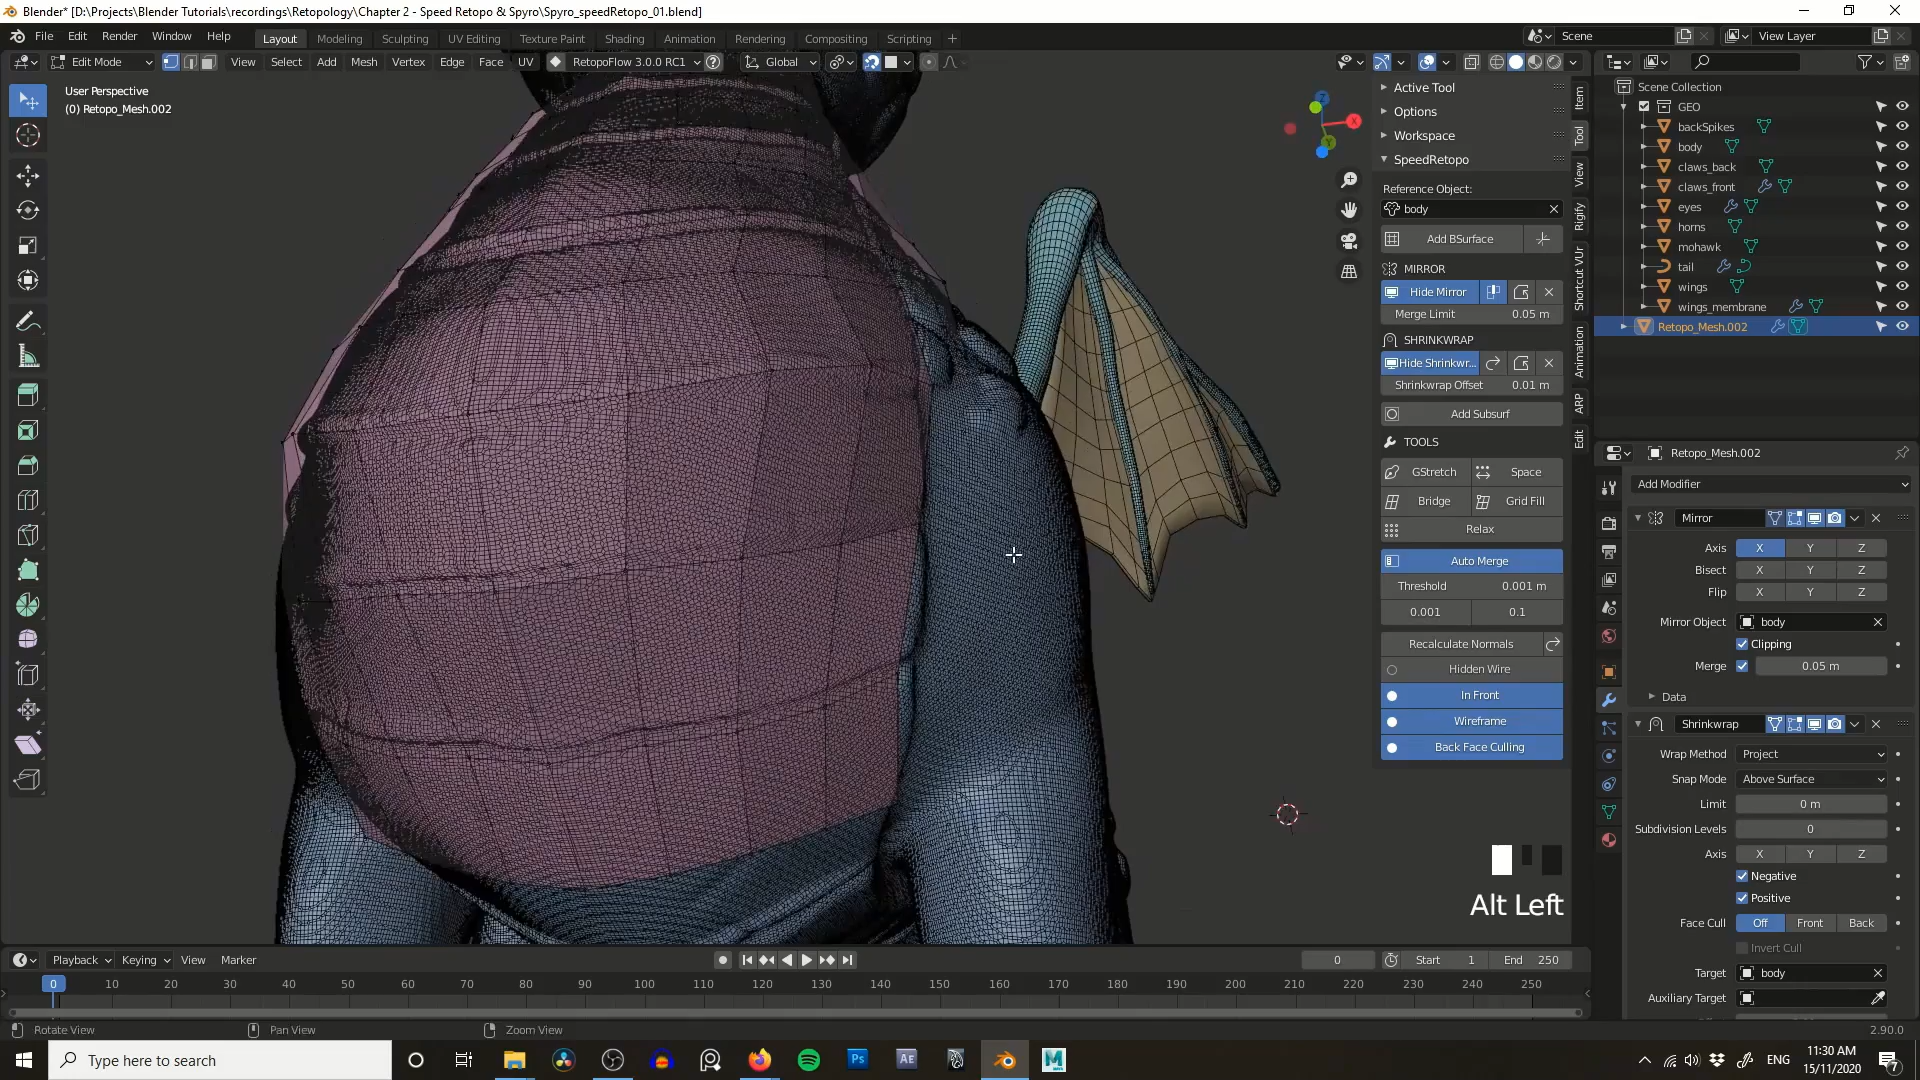 Blender* [D:\Projects\Blender Tutorials\recordings\Retopology\Chapter 2 - Speed Retopo & Spyro\Spyro_speedRetopo_01.blend]
File Edit Render Window Help Layout Modeling Sculpting UV Editing Texture Paint Shading Animation Rendering Compositing Scripting + Scene View Layer
Edit Mode View Select Add Mesh Vertex Edge Face UV RetopoFlow 3.0.0 RC1 Global
User Perspective
(0) Retopo_Mesh.002
Active Tool
Options
Workspace
SpeedRetopo
Reference Object:
body
Add BSurface
MIRROR
Hide Mirror
Merge Limit 0.05 m
SHRINKWRAP
Hide Shrinkwr...
Shrinkwrap Offset 0.01 m
Add Subsurf
TOOLS
GStretch Space
Bridge Grid Fill
Relax
Auto Merge
Threshold 0.001 m
0.001 0.1
Recalculate Normals
Hidden Wire
In Front
Wireframe
Back Face Culling
Item
Tool
View
Rigify
Shortcut VUr
Animation
ARP
Edit
Scene Collection
GEO
backSpikes
body
claws_back
claws_front
eyes
horns
mohawk
tail
wings
wings_membrane
Retopo_Mesh.002
Retopo_Mesh.002
Add Modifier
Mirror
Axis X Y Z
Bisect X Y Z
Flip X Y Z
Mirror Object body
Clipping
Merge 0.05 m
Data
Shrinkwrap
Wrap Method Project
Snap Mode Above Surface
Limit 0 m
Subdivision Levels 0
Axis X Y Z
Negative
Positive
Face Cull Off Front Back
Invert Cull
Target body
Auxiliary Target
Alt Left
Playback Keying View Marker 0 Start 1 End 250
0 10 20 30 40 50 60 70 80 90 100 110 120 130 140 150 160 170 180 190 200 210 220 230 240 250
Rotate View Pan View Zoom View 2.90.0
Type here to search
Ps Ae
ENG
11:30 AM
15/11/2020
7